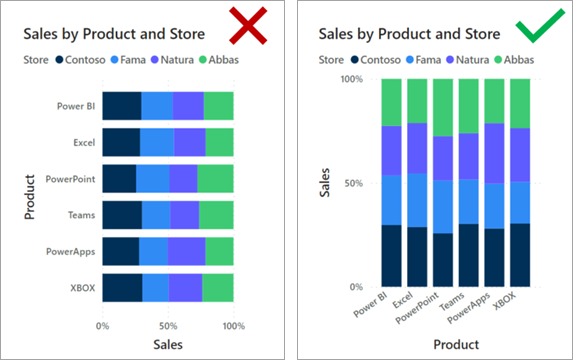 Sales by Product and Store
Store Contoso Fama Natura Abbas
Power BI
Excel
PowerPoint
Teams
PowerApps
XBOX
Product
0% 50% 100%
Sales
Sales by Product and Store
Store Contoso Fama Natura Abbas
100%
50%
0%
Sales
Power BI Excel PowerPoint Teams PowerApps XBOX
Product